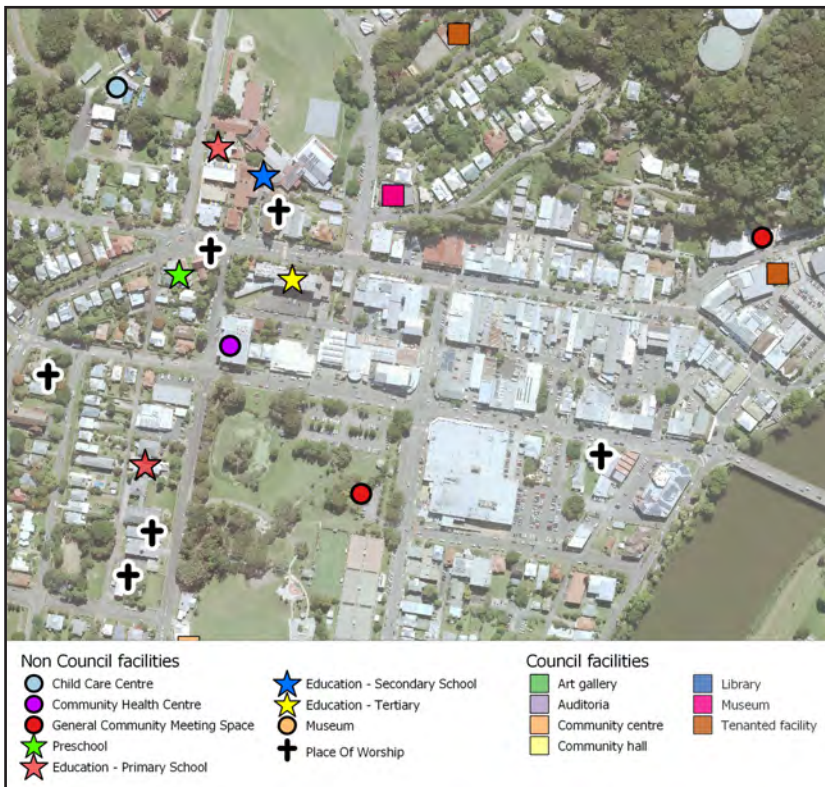 Non Council facilities
Child Care Centre
Community Health Centre
General Community Meeting Space
Preschool
Education - Primary School
Education - Secondary School
Education - Tertiary
Museum
Place Of Worship
Council facilities
Art gallery
Auditoria
Community centre
Community hall
Library
Museum
Tenanted facility